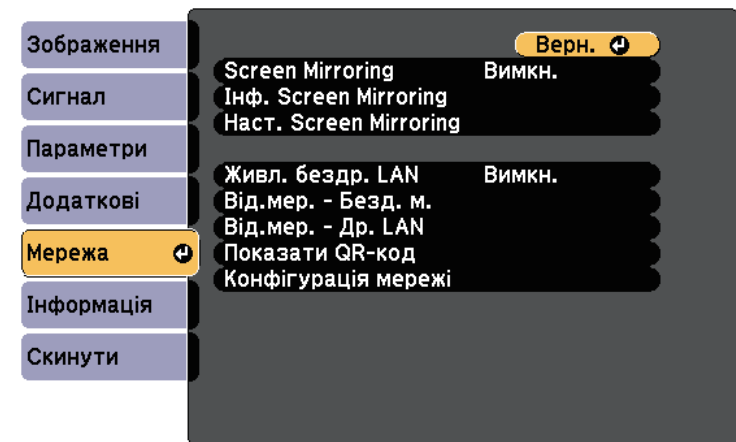 Зображення
Сигнал
Параметри
Додаткові
Мережа
Інформація
Скинути
Верн.
Screen Mirroring Вимкн.
Інф. Screen Mirroring
Наст. Screen Mirroring
Живл. бездр. LAN Вимкн.
Від.мер. - Безд. м.
Від.мер. - Др. LAN
Показати QR-код
Конфігурація мережі